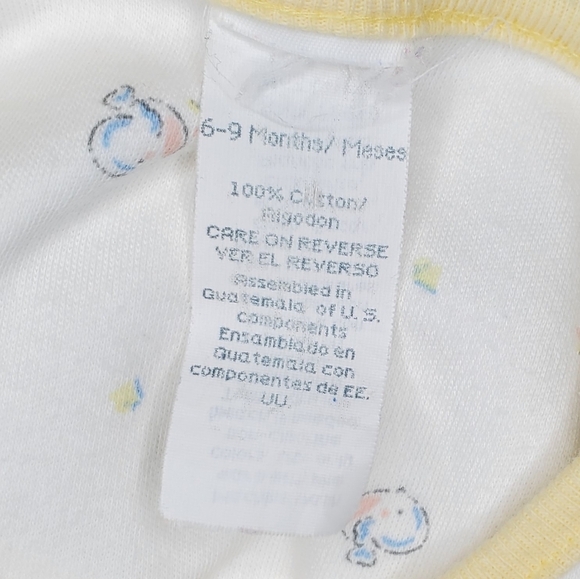 6-9 Months/ Meses
100% Cotton/
Algodon
CARE ON REVERSE
VER EL REVERSO
Assembled in
Guatemala of U.S.
components
Ensamblado en
Guatemala con
componentes de EE.
UU.